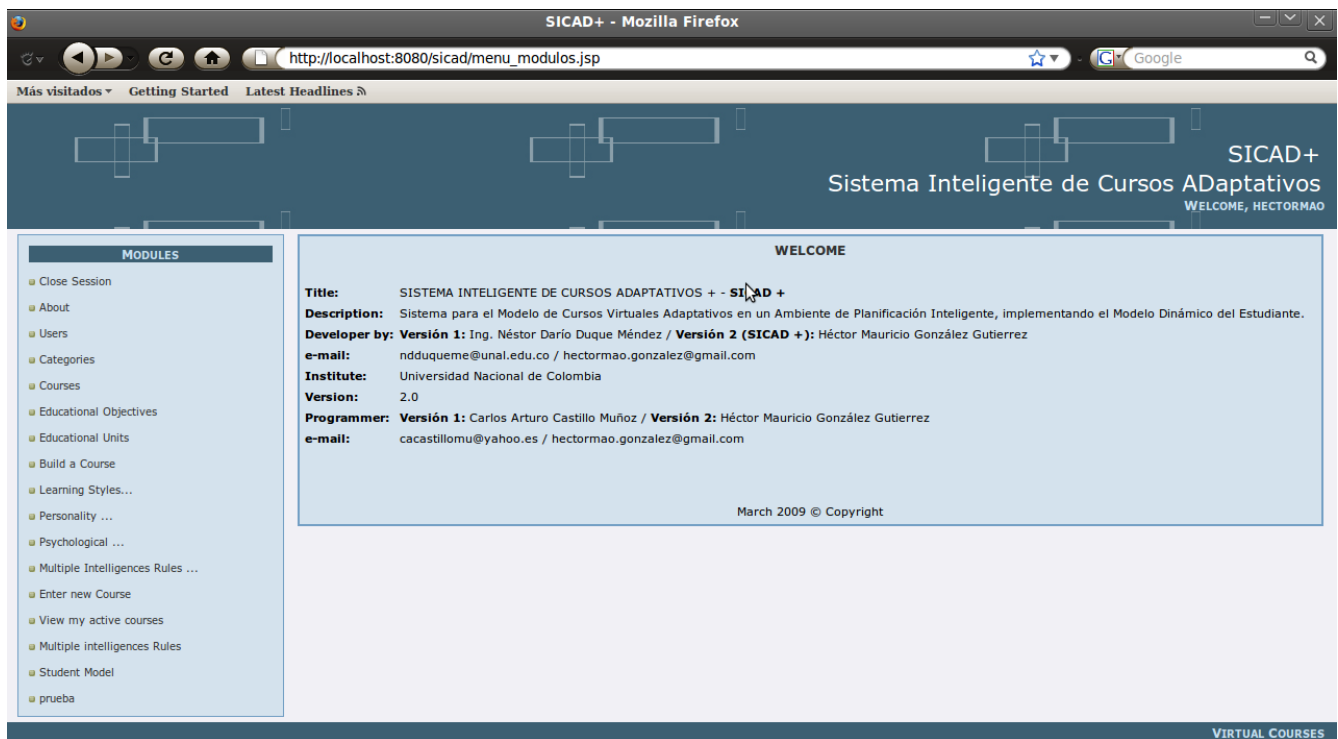 SICAD+ - Mozilla Firefox
http://localhost:8080/sicad/menu_modulos.jsp
G Google
Más visitados Getting Started Latest Headlines
SICAD+
Sistema Inteligente de Cursos ADaptativos
WELCOME, HECTORMAO
MODULES
Close Session
About
Users
Categories
Courses
Educational Objectives
Educational Units
Build a Course
Learning Styles...
Personality ...
Psychological ...
Multiple Intelligences Rules ...
Enter new Course
View my active courses
Multiple intelligences Rules
Student Model
prueba
WELCOME
Title: SISTEMA INTELIGENTE DE CURSOS ADAPTATIVOS + - SICAD +
Description: Sistema para el Modelo de Cursos Virtuales Adaptativos en un Ambiente de Planificación Inteligente, implementando el Modelo Dinámico del Estudiante.
Developer by: Versión 1: Ing. Néstor Darío Duque Méndez / Versión 2 (SICAD +): Héctor Mauricio González Gutierrez
e-mail: ndduqueme@unal.edu.co / hectormao.gonzalez@gmail.com
Institute: Universidad Nacional de Colombia
Version: 2.0
Programmer: Versión 1: Carlos Arturo Castillo Muñoz / Versión 2: Héctor Mauricio González Gutierrez
e-mail: cacastillomu@yahoo.es / hectormao.gonzalez@gmail.com
March 2009 © Copyright
VIRTUAL COURSES